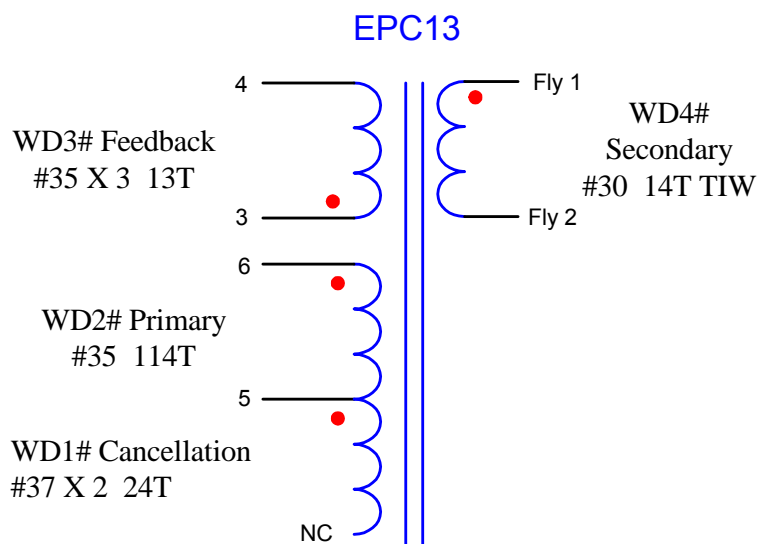 EPC13
4
Fly 1
WD3# Feedback
#35 X 3 13T
WD4#
Secondary
#30 14T TIW
3
Fly 2
6
WD2# Primary
#35 114T
5
WD1# Cancellation
#37 X 2 24T
NC